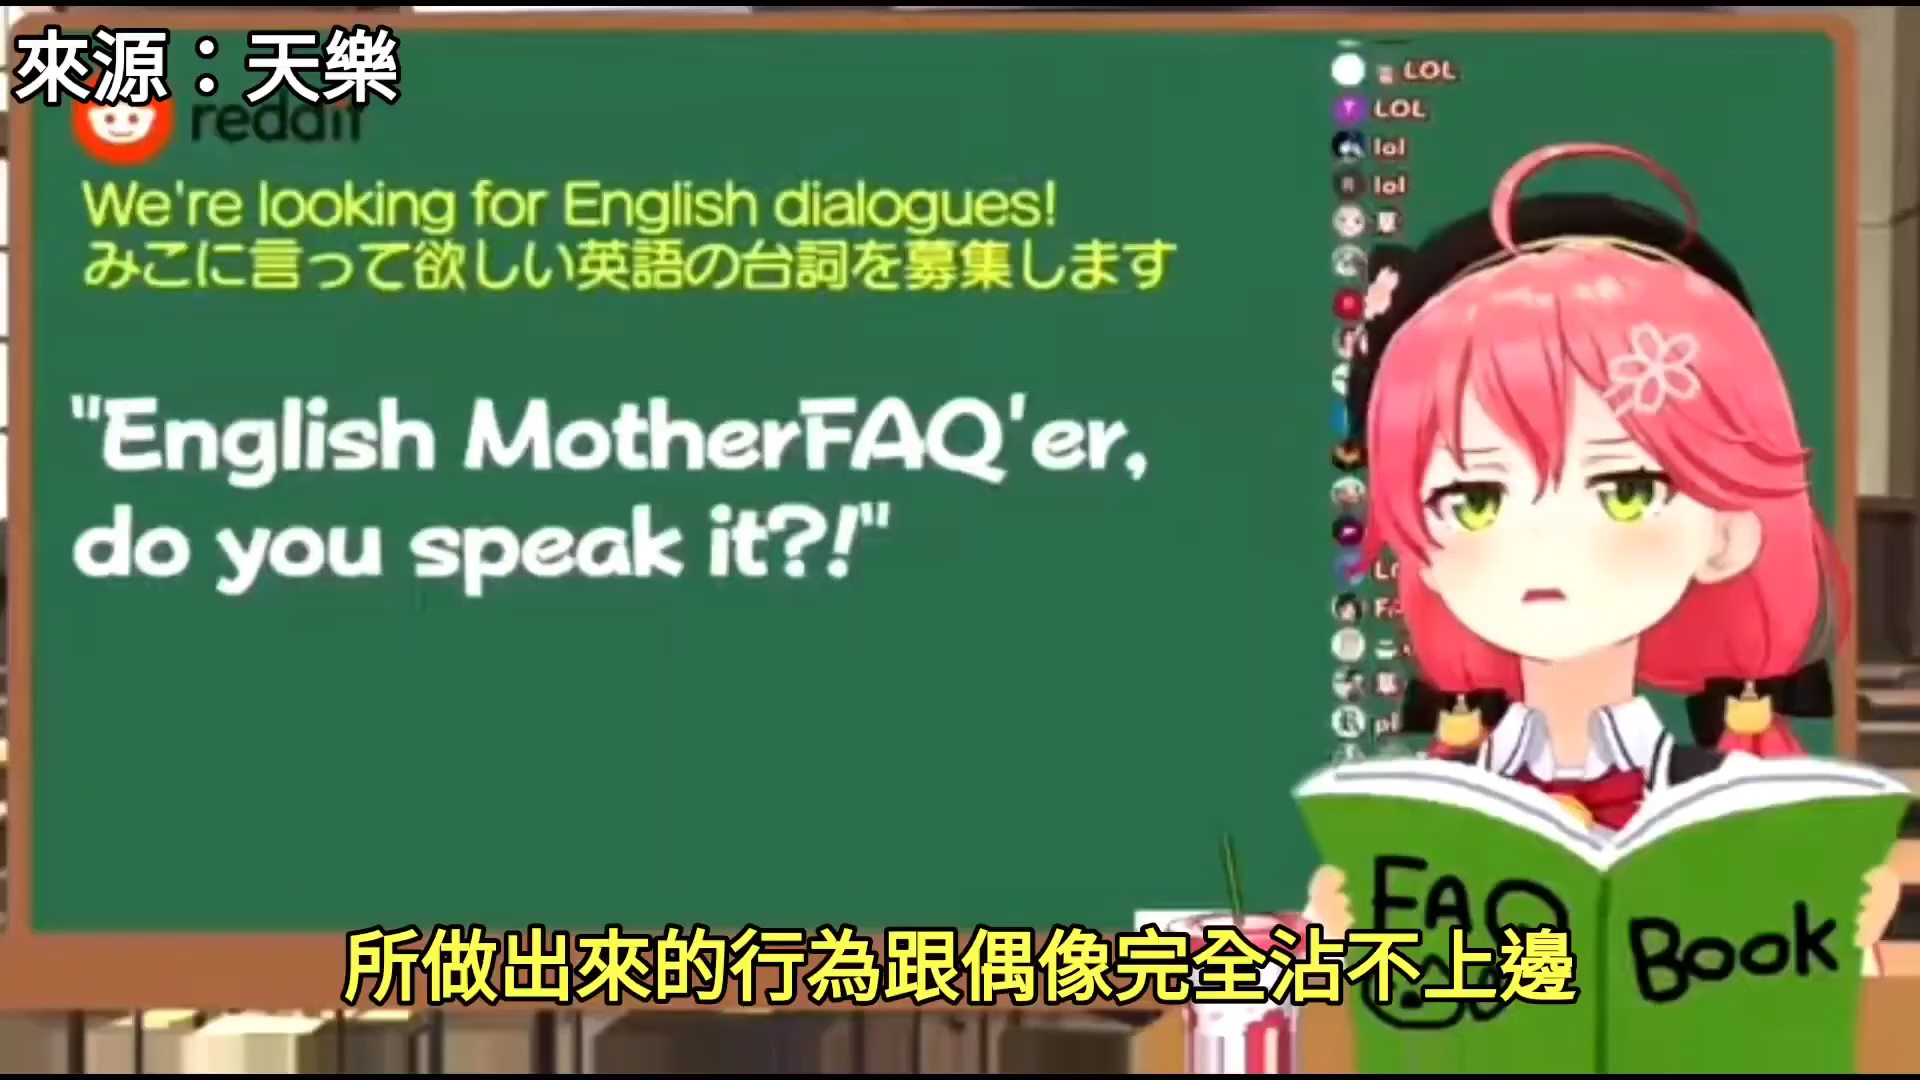 來源：天樂
reddit
We're looking for English dialogues!
みこに言って欲しい英語の台詞を募集します
"English MotherFAQ'er,
do you speak it?!"
LOL
LOL
lol
lol
草
草
FAQ
Book
所做出來的行為跟偶像完全沾不上邊